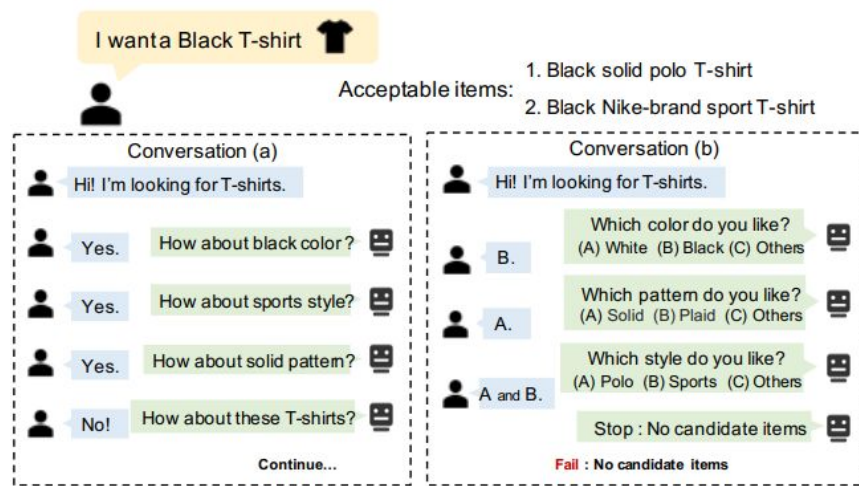 I want a Black T-shirt
Acceptable items:
1. Black solid polo T-shirt
2. Black Nike-brand sport T-shirt
Conversation (a)
Hi! I'm looking for T-shirts.
How about black color?
Yes.
How about sports style?
Yes.
How about solid pattern?
Yes.
How about these T-shirts?
No!
Continue...
Conversation (b)
Hi! I'm looking for T-shirts.
Which color do you like?
(A) White (B) Black (C) Others
B.
Which pattern do you like?
(A) Solid (B) Plaid (C) Others
A.
Which style do you like?
(A) Polo (B) Sports (C) Others
A and B.
Stop : No candidate items
Fail : No candidate items